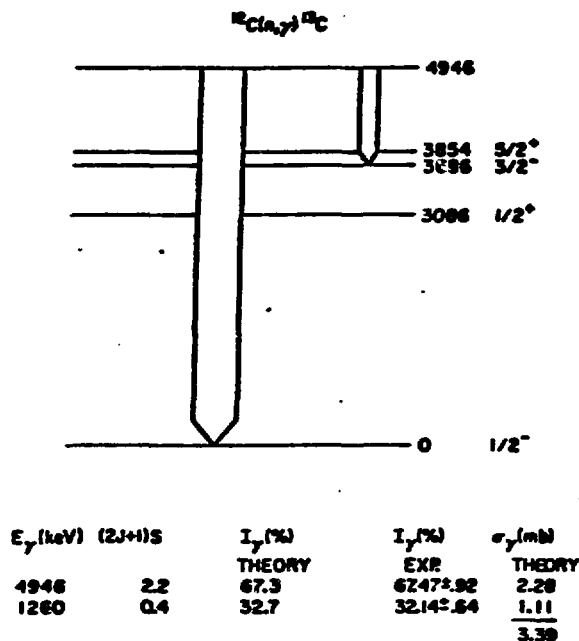 ¹²C(n,γ)¹³C
4946
3854 5/2⁺
3686 3/2⁻
3086 1/2⁺
0 1/2⁻
Eγ(keV) (2J+1)S Iγ(%) Iγ(%) σγ(mb)
THEORY EXP. THEORY
4946 2.2 67.3 67.47±.92 2.28
1260 0.4 32.7 32.14±.64 1.11
3.39